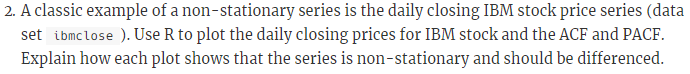 2. A classic example of a non-stationary series is the daily closing IBM stock price series (data
set ibmclose ). Use R to plot the daily closing prices for IBM stock and the ACF and PACF.
Explain how each plot shows that the series is non-stationary and should be differenced.